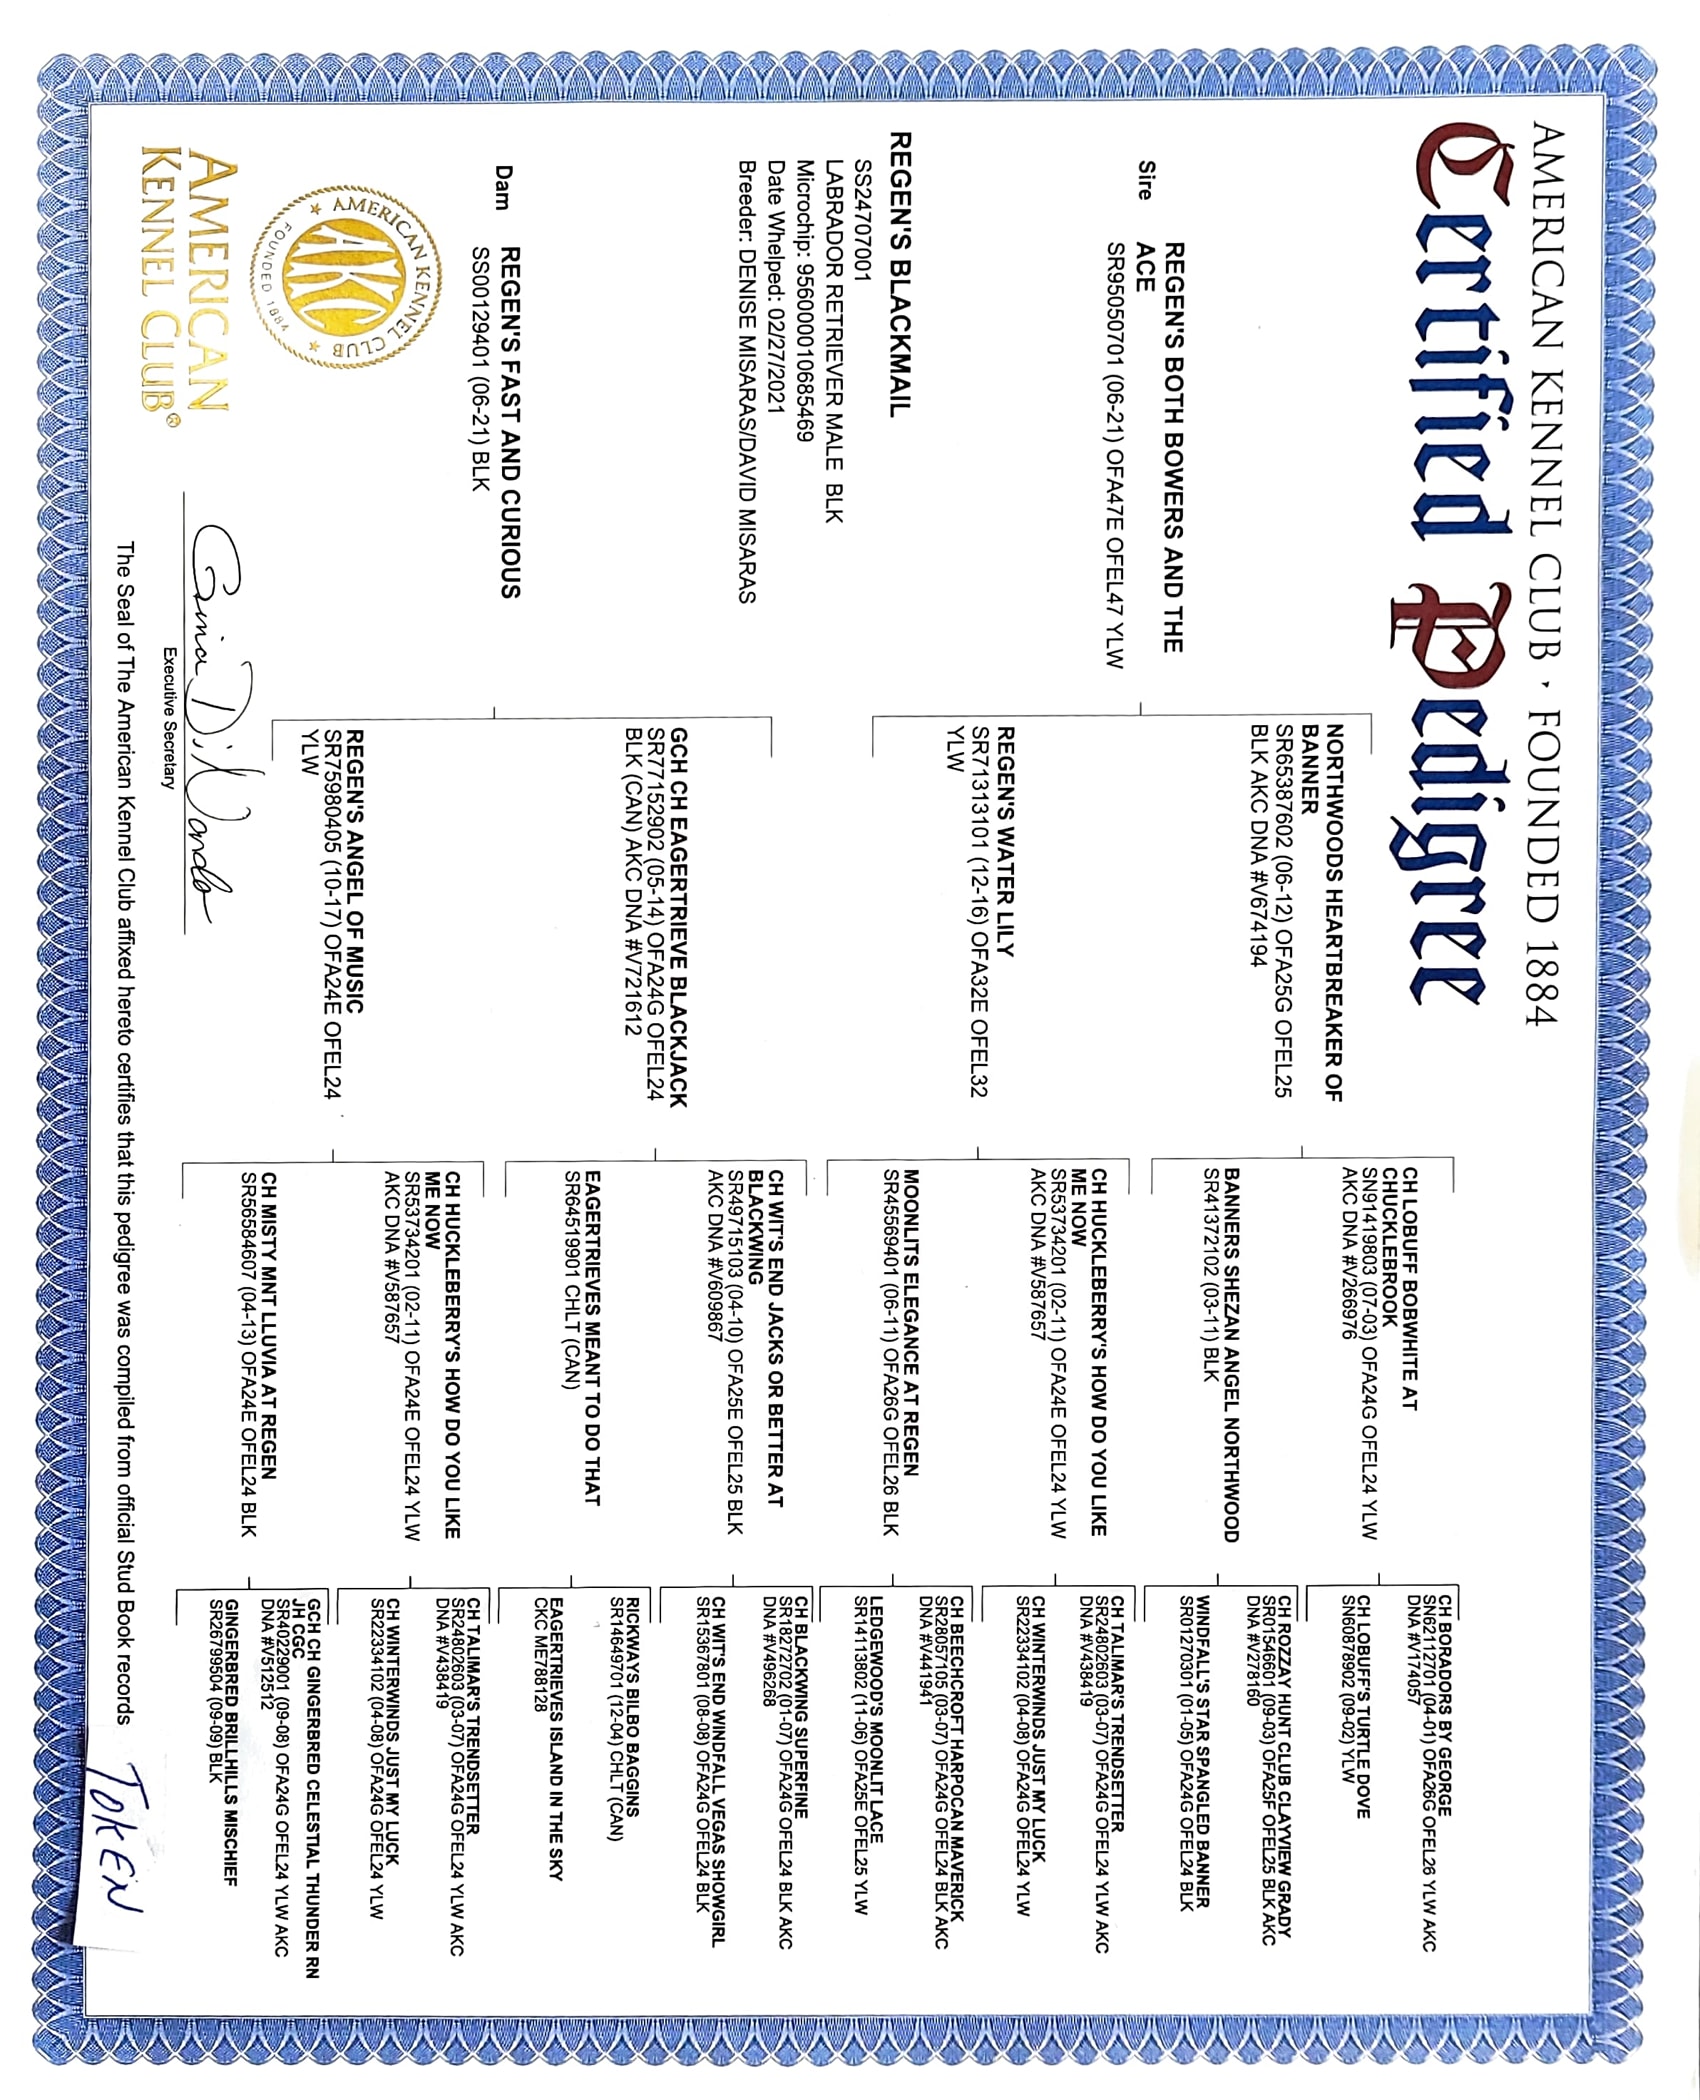 AMERICAN KENNEL CLUB · FOUNDED 1884
Certified Pedigree
Sire
REGEN'S BOTH BOWERS AND THE
ACE
SR95050701 (06-21) OFA47E OFEL47 YLW
REGEN'S BLACKMAIL
SS24707001
LABRADOR RETRIEVER MALE BLK
Microchip: 956000010685469
Date Whelped: 02/27/2021
Breeder: DENISE MISARAS/DAVID MISARAS
Dam
REGEN'S FAST AND CURIOUS
SS00129401 (06-21) BLK
NORTHWOODS HEARTBREAKER OF
BANNER
SR65387602 (06-12) OFA25G OFEL25
BLK AKC DNA #V674194
REGEN'S WATER LILY
SR71313101 (12-16) OFA32E OFEL32
YLW
GCH CH EAGERTRIEVE BLACKJACK
SR77152902 (05-14) OFA24G OFEL24
BLK (CAN) AKC DNA #V721612
REGEN'S ANGEL OF MUSIC
SR75980405 (10-17) OFA24E OFEL24
YLW
CH LOBUFF BOBWHITE AT
CHUCKLEBROOK
SN91419803 (07-03) OFA24G OFEL24 YLW
AKC DNA #V266976
BANNERS SHEZAN ANGEL NORTHWOOD
SR41372102 (03-11) BLK
CH HUCKLEBERRY'S HOW DO YOU LIKE
ME NOW
SR53734201 (02-11) OFA24E OFEL24 YLW
AKC DNA #V587657
MOONLITS ELEGANCE AT REGEN
SR45569401 (06-11) OFA26G OFEL26 BLK
CH WIT'S END JACKS OR BETTER AT
BLACKWING
SR49715103 (04-10) OFA25E OFEL25 BLK
AKC DNA #V609867
EAGERTRIEVES MEANT TO DO THAT
SR64519901 CHLT (CAN)
CH HUCKLEBERRY'S HOW DO YOU LIKE
ME NOW
SR53734201 (02-11) OFA24E OFEL24 YLW
AKC DNA #V587657
CH MISTY MNT LLUVIA AT REGEN
SR56584607 (04-13) OFA24E OFEL24 BLK
CH BORADORS BY GEORGE
SN62112701 (04-01) OFA26G OFEL26 YLW AKC
DNA #V174057
CH LOBUFF'S TURTLE DOVE
SN60878902 (09-02) YLW
CH ROZZAY HUNT CLUB CLAYVIEW GRADY
SR01546601 (09-03) OFA25F OFEL25 BLK AKC
DNA #V278160
WINDFALL'S STAR SPANGLED BANNER
SR01270301 (01-05) OFA24G OFEL24 BLK
CH TALIMAR'S TRENDSETTER
SR24802603 (03-07) OFA24G OFEL24 YLW AKC
DNA #V438419
CH WINTERWINDS JUST MY LUCK
SR22334102 (04-08) OFA24G OFEL24 YLW
CH BEECHCROFT HARPOCAN MAVERICK
SR28057105 (03-07) OFA24G OFEL24 BLK AKC
DNA #V441941
LEDGEWOOD'S MOONLIT LACE
SR14113802 (11-06) OFA25E OFEL25 YLW
CH BLACKWING SUPERFINE
SR18272702 (01-07) OFA24G OFEL24 BLK AKC
DNA #V496268
CH WIT'S END WINDFALL VEGAS SHOWGIRL
SR15367801 (08-08) OFA24G OFEL24 BLK
RICKWAYS BILBO BAGGINS
SR14649701 (12-04) CHLT (CAN)
EAGERTRIEVES ISLAND IN THE SKY
CKC ME788128
CH TALIMAR'S TRENDSETTER
SR24802603 (03-07) OFA24G OFEL24 YLW AKC
DNA #V438419
CH WINTERWINDS JUST MY LUCK
SR22334102 (04-08) OFA24G OFEL24 YLW
GCH CH GINGERBRED CELESTIAL THUNDER RN
JH CGC
SR40229001 (09-08) OFA24G OFEL24 YLW AKC
DNA #V512512
GINGERBRED BRILLHILLS MISCHIEF
SR26799504 (09-09) BLK
AMERICAN KENNEL CLUB
AKC
FOUNDED 1884
AMERICAN
KENNEL CLUB®
Gina DiNardo
Executive Secretary
The Seal of The American Kennel Club affixed hereto certifies that this pedigree was compiled from official Stud Book records
TOKEN